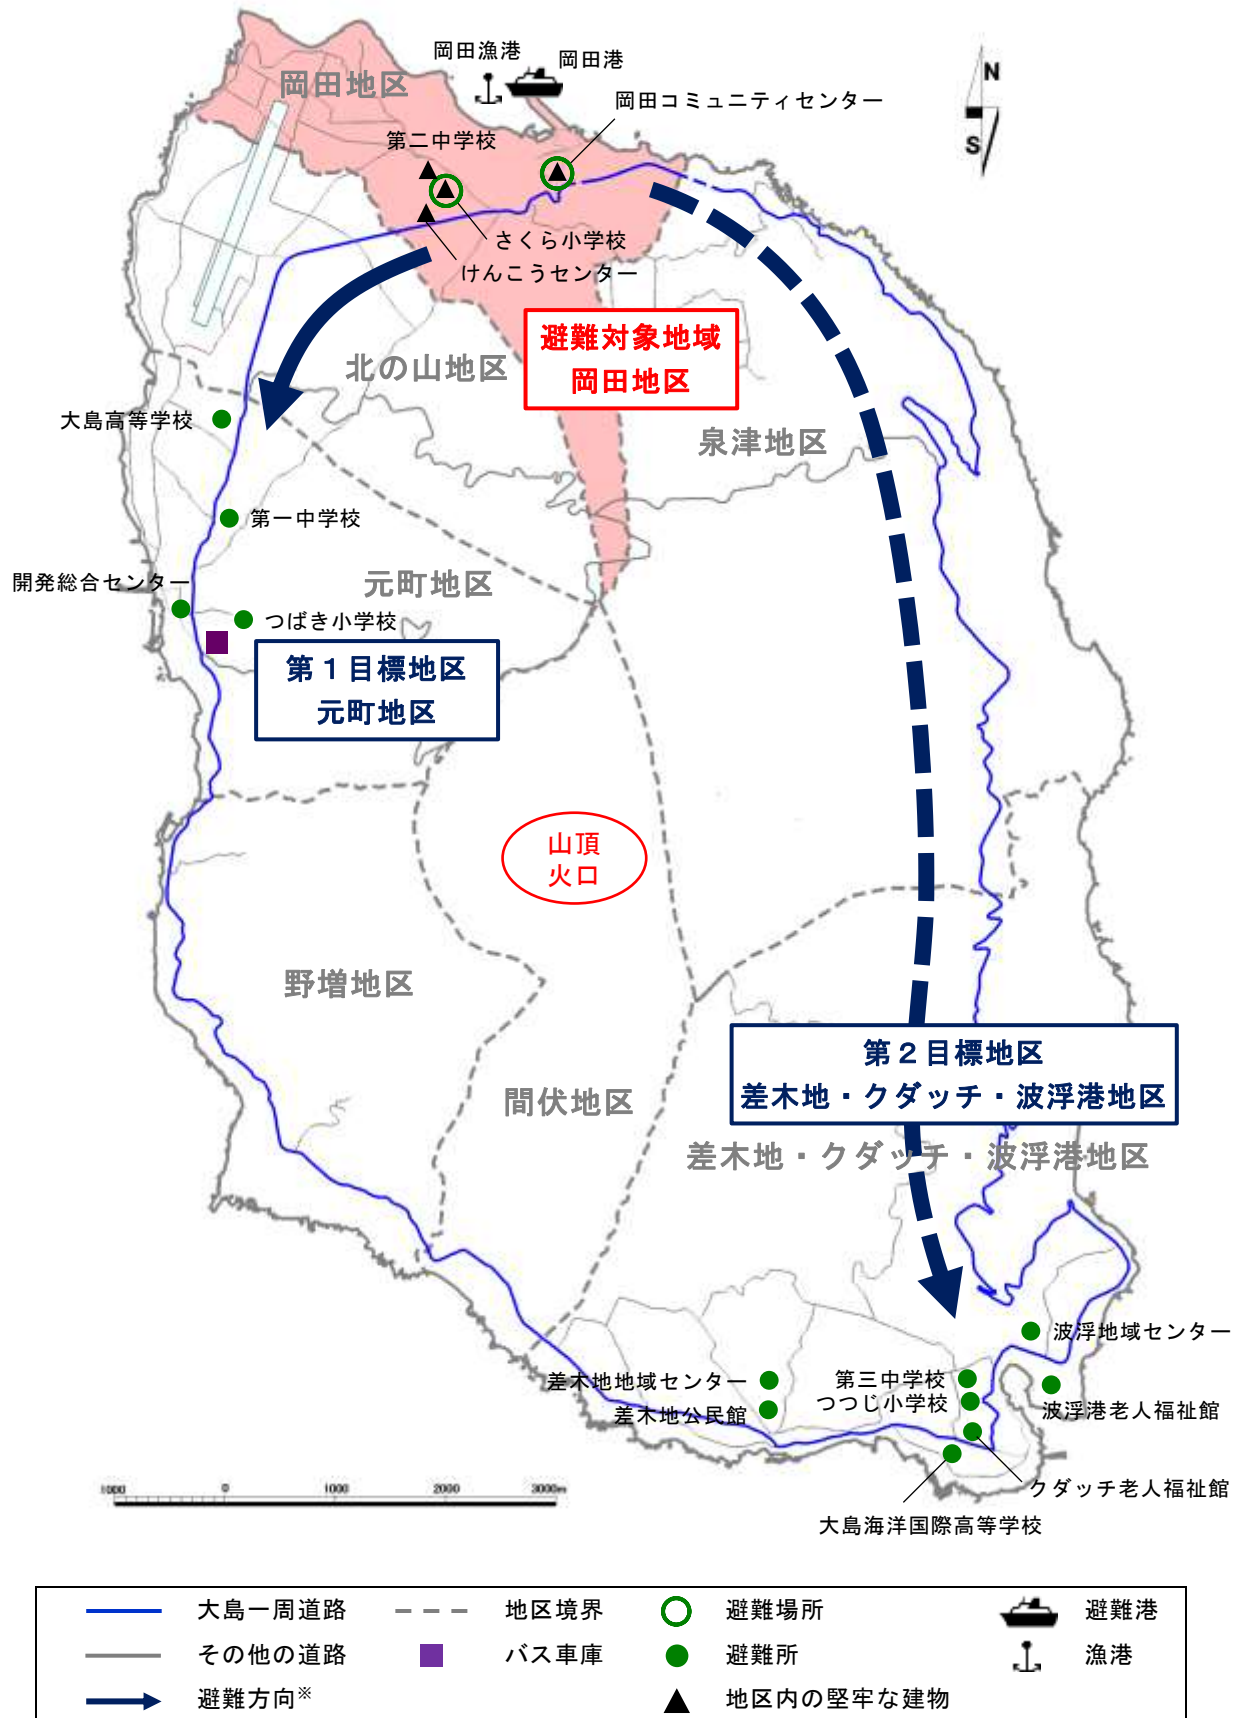 岡田漁港
岡田港
岡田地区
岡田コミュニティセンター
N
S
第二中学校
さくら小学校
けんこうセンター
避難対象地域
岡田地区
北の山地区
大島高等学校
泉津地区
第一中学校
開発総合センター
元町地区
つばき小学校
第1目標地区
元町地区
山頂
火口
野増地区
第2目標地区
差木地・クダッチ・波浮港地区
間伏地区
差木地・クダッチ・波浮港地区
波浮地域センター
差木地地域センター
第三中学校
つつじ小学校
差木地公民館
波浮港老人福祉館
クダッチ老人福祉館
大島海洋国際高等学校
1000 0 1000 2000 3000m
大島一周道路 地区境界 避難場所 避難港
その他の道路 バス車庫 避難所 漁港
避難方向※ 地区内の堅牢な建物